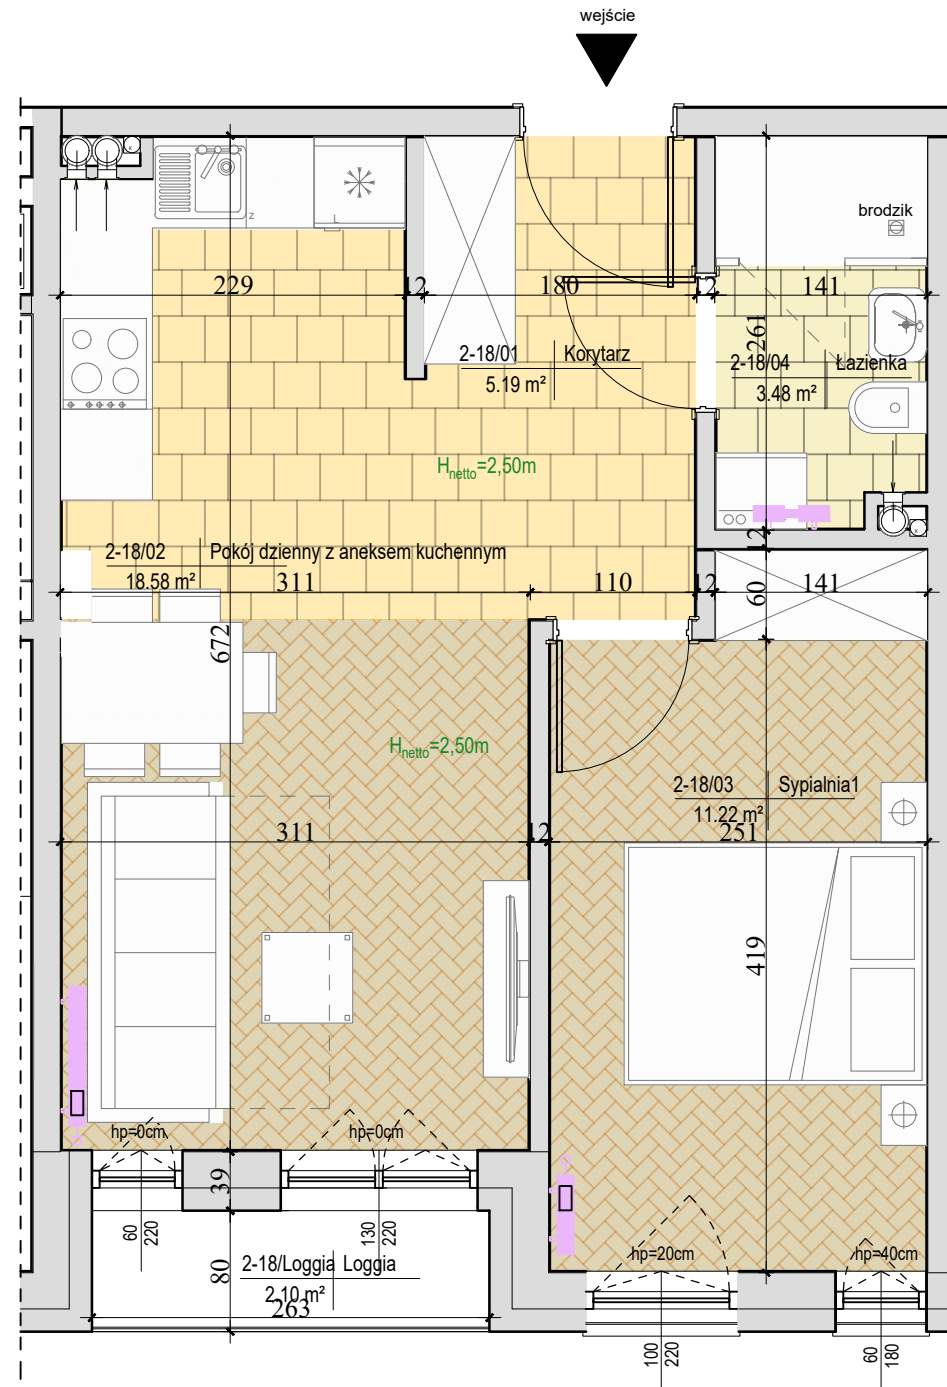 wejście
brodzik
z
L
K
229
12
180
12
141
261
2-18/01 Korytarz
5.19 m²
2-18/04 Łazienka
3.48 m²
Hnetto=2,50m
K
12
2-18/02 Pokój dzienny z aneksem kuchennym
18.58 m²
311
110
12
60
141
672
Hnetto=2,50m
2-18/03 Sypialnia1
11.22 m²
311
12
251
419
hp=0cm
hp=0cm
39
60
220
130
220
80
2-18/Loggia Loggia
2.10 m²
263
hp=20cm
hp=40cm
100
220
60
180